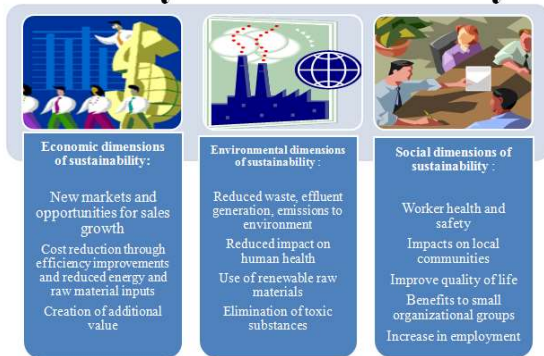 Economic dimensions
of sustainability:
New markets and
opportunities for sales
growth
Cost reduction through
efficiency improvements
and reduced energy and
raw material inputs
Creation of additional
value
Environmental dimensions
of sustainability :
Reduced waste, effluent
generation, emissions to
environment
Reduced impact on
human health
Use of renewable raw
materials
Elimination of toxic
substances
Social dimensions of
sustainability :
Worker health and
safety
Impacts on local
communities
Improve quality of life
Benefits to small
organizational groups
Increase in employment